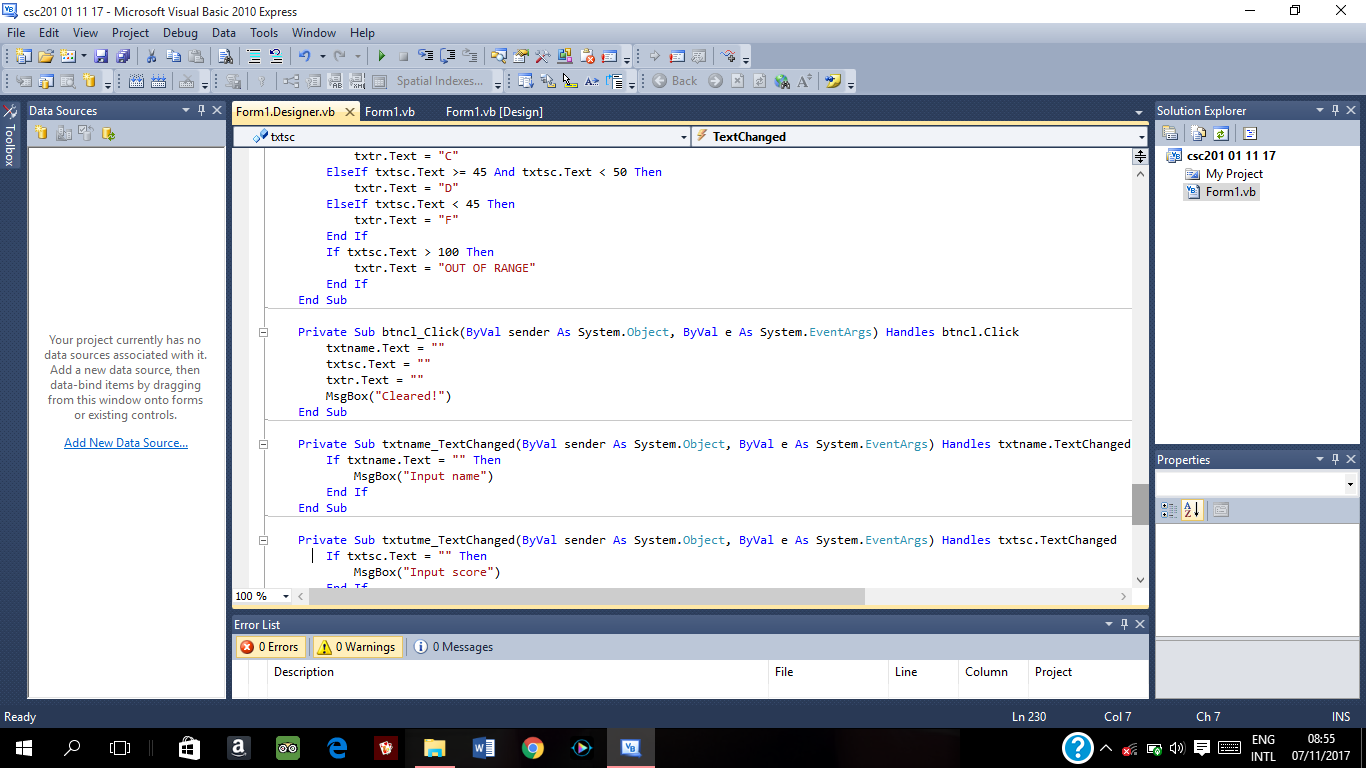 csc201 01 11 17 - Microsoft Visual Basic 2010 Express
File Edit View Project Debug Data Tools Window Help
Spatial Indexes...
Back
Toolbox
Data Sources
Your project currently has no
data sources associated with it.
Add a new data source, then
data-bind items by dragging
from this window onto forms
or existing controls.
Add New Data Source...
Form1.Designer.vb Form1.vb Form1.vb [Design]
txtsc TextChanged
txtr.Text = "C"
ElseIf txtsc.Text >= 45 And txtsc.Text < 50 Then
txtr.Text = "D"
ElseIf txtsc.Text < 45 Then
txtr.Text = "F"
End If
If txtsc.Text > 100 Then
txtr.Text = "OUT OF RANGE"
End If
End Sub
Private Sub btncl_Click(ByVal sender As System.Object, ByVal e As System.EventArgs) Handles btncl.Click
txtname.Text = ""
txtsc.Text = ""
txtr.Text = ""
MsgBox("Cleared!")
End Sub
Private Sub txtname_TextChanged(ByVal sender As System.Object, ByVal e As System.EventArgs) Handles txtname.TextChanged
If txtname.Text = "" Then
MsgBox("Input name")
End If
End Sub
Private Sub txtutme_TextChanged(ByVal sender As System.Object, ByVal e As System.EventArgs) Handles txtsc.TextChanged
If txtsc.Text = "" Then
MsgBox("Input score")
End If
100 %
Error List
0 Errors 0 Warnings 0 Messages
Description File Line Column Project
Solution Explorer
csc201 01 11 17
My Project
Form1.vb
Properties
Ready Ln 230 Col 7 Ch 7 INS
ENG
INTL
08:55
07/11/2017